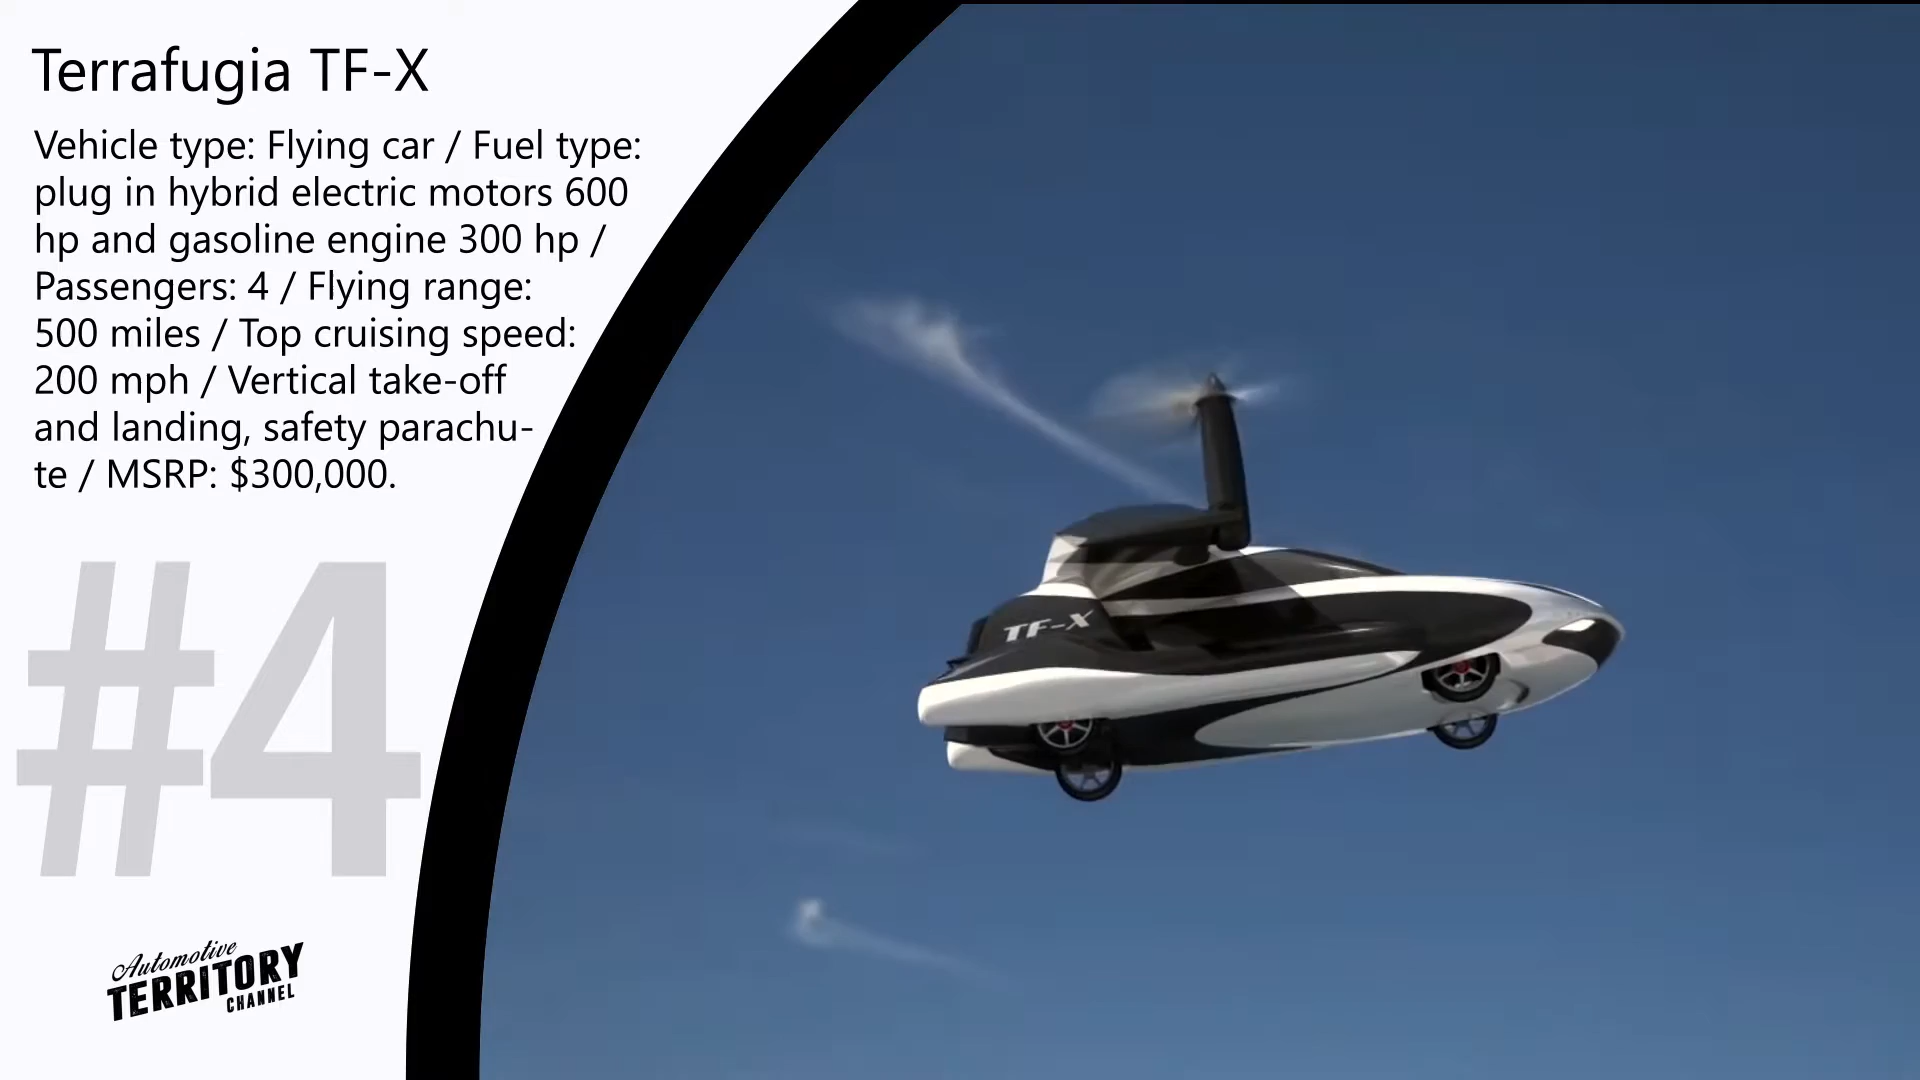 Terrafugia TF-X
Vehicle type: Flying car / Fuel type:
plug in hybrid electric motors 600
hp and gasoline engine 300 hp /
Passengers: 4 / Flying range:
500 miles / Top cruising speed:
200 mph / Vertical take-off
and landing, safety parachu-
te / MSRP: $300,000.
TF-X
#4
Automotive
TERRITORY
CHANNEL